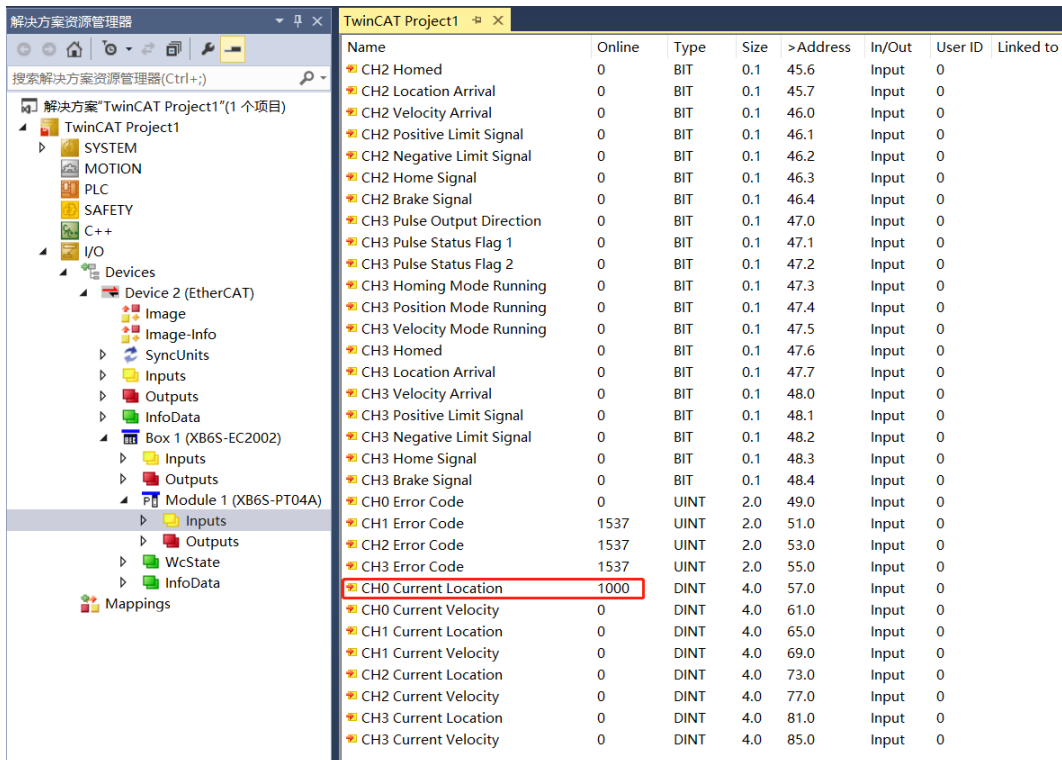 解决方案资源管理器
搜索解决方案资源管理器(Ctrl+;)
解决方案"TwinCAT Project1"(1 个项目)
TwinCAT Project1
SYSTEM
MOTION
PLC
SAFETY
C++
I/O
Devices
Device 2 (EtherCAT)
Image
Image-Info
SyncUnits
Inputs
Outputs
InfoData
Box 1 (XB6S-EC2002)
Inputs
Outputs
Module 1 (XB6S-PT04A)
Inputs
Outputs
WcState
InfoData
Mappings
TwinCAT Project1
Name Online Type Size >Address In/Out User ID Linked to
CH2 Homed 0 BIT 0.1 45.6 Input 0
CH2 Location Arrival 0 BIT 0.1 45.7 Input 0
CH2 Velocity Arrival 0 BIT 0.1 46.0 Input 0
CH2 Positive Limit Signal 0 BIT 0.1 46.1 Input 0
CH2 Negative Limit Signal 0 BIT 0.1 46.2 Input 0
CH2 Home Signal 0 BIT 0.1 46.3 Input 0
CH2 Brake Signal 0 BIT 0.1 46.4 Input 0
CH3 Pulse Output Direction 0 BIT 0.1 47.0 Input 0
CH3 Pulse Status Flag 1 0 BIT 0.1 47.1 Input 0
CH3 Pulse Status Flag 2 0 BIT 0.1 47.2 Input 0
CH3 Homing Mode Running 0 BIT 0.1 47.3 Input 0
CH3 Position Mode Running 0 BIT 0.1 47.4 Input 0
CH3 Velocity Mode Running 0 BIT 0.1 47.5 Input 0
CH3 Homed 0 BIT 0.1 47.6 Input 0
CH3 Location Arrival 0 BIT 0.1 47.7 Input 0
CH3 Velocity Arrival 0 BIT 0.1 48.0 Input 0
CH3 Positive Limit Signal 0 BIT 0.1 48.1 Input 0
CH3 Negative Limit Signal 0 BIT 0.1 48.2 Input 0
CH3 Home Signal 0 BIT 0.1 48.3 Input 0
CH3 Brake Signal 0 BIT 0.1 48.4 Input 0
CH0 Error Code 0 UINT 2.0 49.0 Input 0
CH1 Error Code 1537 UINT 2.0 51.0 Input 0
CH2 Error Code 1537 UINT 2.0 53.0 Input 0
CH3 Error Code 1537 UINT 2.0 55.0 Input 0
CH0 Current Location 1000 DINT 4.0 57.0 Input 0
CH0 Current Velocity 0 DINT 4.0 61.0 Input 0
CH1 Current Location 0 DINT 4.0 65.0 Input 0
CH1 Current Velocity 0 DINT 4.0 69.0 Input 0
CH2 Current Location 0 DINT 4.0 73.0 Input 0
CH2 Current Velocity 0 DINT 4.0 77.0 Input 0
CH3 Current Location 0 DINT 4.0 81.0 Input 0
CH3 Current Velocity 0 DINT 4.0 85.0 Input 0